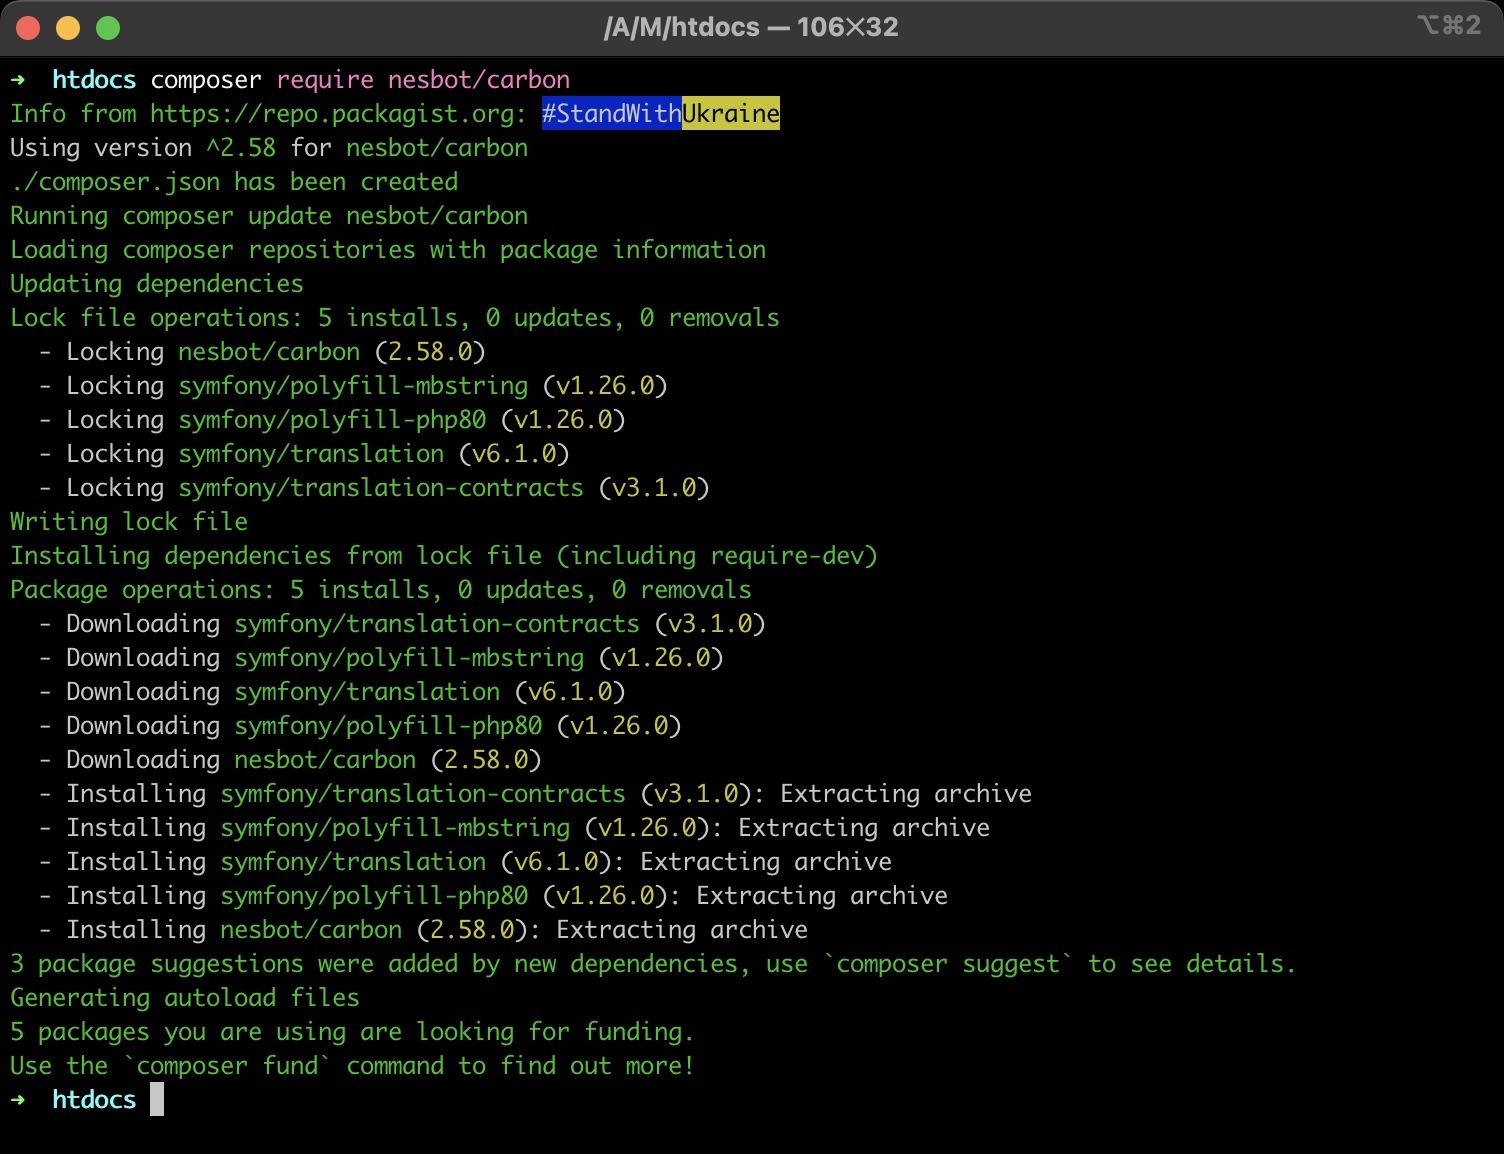 /A/M/htdocs — 106✕32
⌥⌘2
➜  htdocs composer require nesbot/carbon
Info from https://repo.packagist.org: #StandWithUkraine
Using version ^2.58 for nesbot/carbon
./composer.json has been created
Running composer update nesbot/carbon
Loading composer repositories with package information
Updating dependencies
Lock file operations: 5 installs, 0 updates, 0 removals
  - Locking nesbot/carbon (2.58.0)
  - Locking symfony/polyfill-mbstring (v1.26.0)
  - Locking symfony/polyfill-php80 (v1.26.0)
  - Locking symfony/translation (v6.1.0)
  - Locking symfony/translation-contracts (v3.1.0)
Writing lock file
Installing dependencies from lock file (including require-dev)
Package operations: 5 installs, 0 updates, 0 removals
  - Downloading symfony/translation-contracts (v3.1.0)
  - Downloading symfony/polyfill-mbstring (v1.26.0)
  - Downloading symfony/translation (v6.1.0)
  - Downloading symfony/polyfill-php80 (v1.26.0)
  - Downloading nesbot/carbon (2.58.0)
  - Installing symfony/translation-contracts (v3.1.0): Extracting archive
  - Installing symfony/polyfill-mbstring (v1.26.0): Extracting archive
  - Installing symfony/translation (v6.1.0): Extracting archive
  - Installing symfony/polyfill-php80 (v1.26.0): Extracting archive
  - Installing nesbot/carbon (2.58.0): Extracting archive
3 package suggestions were added by new dependencies, use `composer suggest` to see details.
Generating autoload files
5 packages you are using are looking for funding.
Use the `composer fund` command to find out more!
➜  htdocs